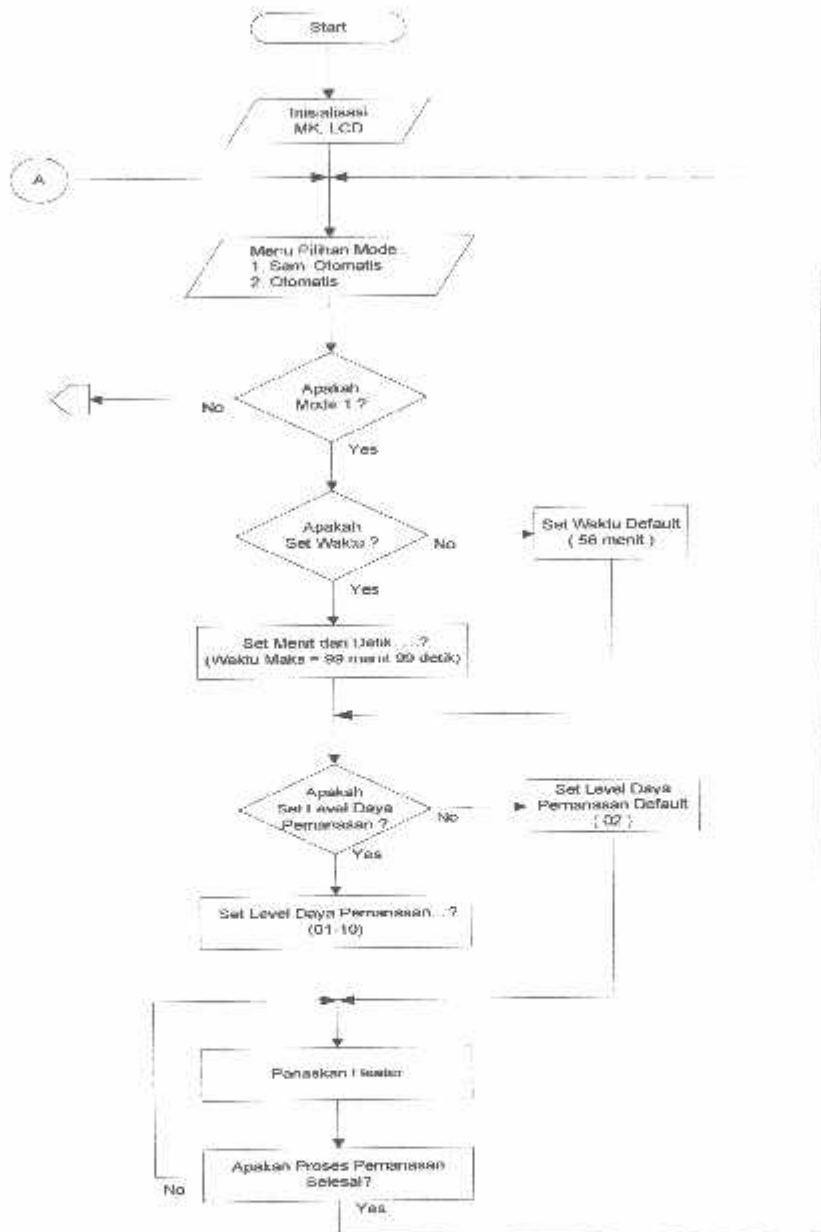 Start
Inisialisasi
MK, LCD
A
Menu Pilihan Mode :
1. Semi Otomatis
2. Otomatis
Apakah
Mode 1 ?
No
Yes
Apakah
Set Waktu ?
No
Set Waktu Default
( 56 menit )
Yes
Set Menit dan Detik ....?
(Waktu Maks = 99 menit 99 detik)
Apakah
Set Level Daya
Pemanasan ?
No
Set Level Daya
Pemanasan Default
( 02 )
Yes
Set Level Daya Pemanasan...?
(01-10)
Panaskan Heater
Apakah Proses Pemanasan
Selesai?
No
Yes